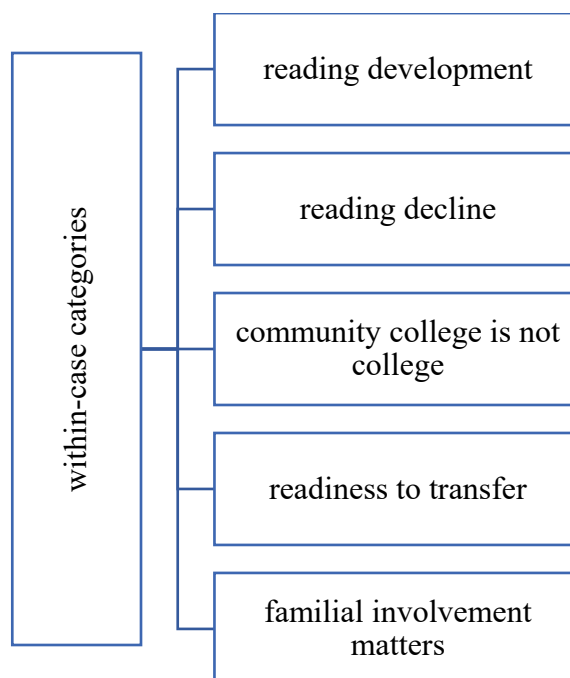 within-case categories
reading development
reading decline
community college is not
college
readiness to transfer
familial involvement
matters